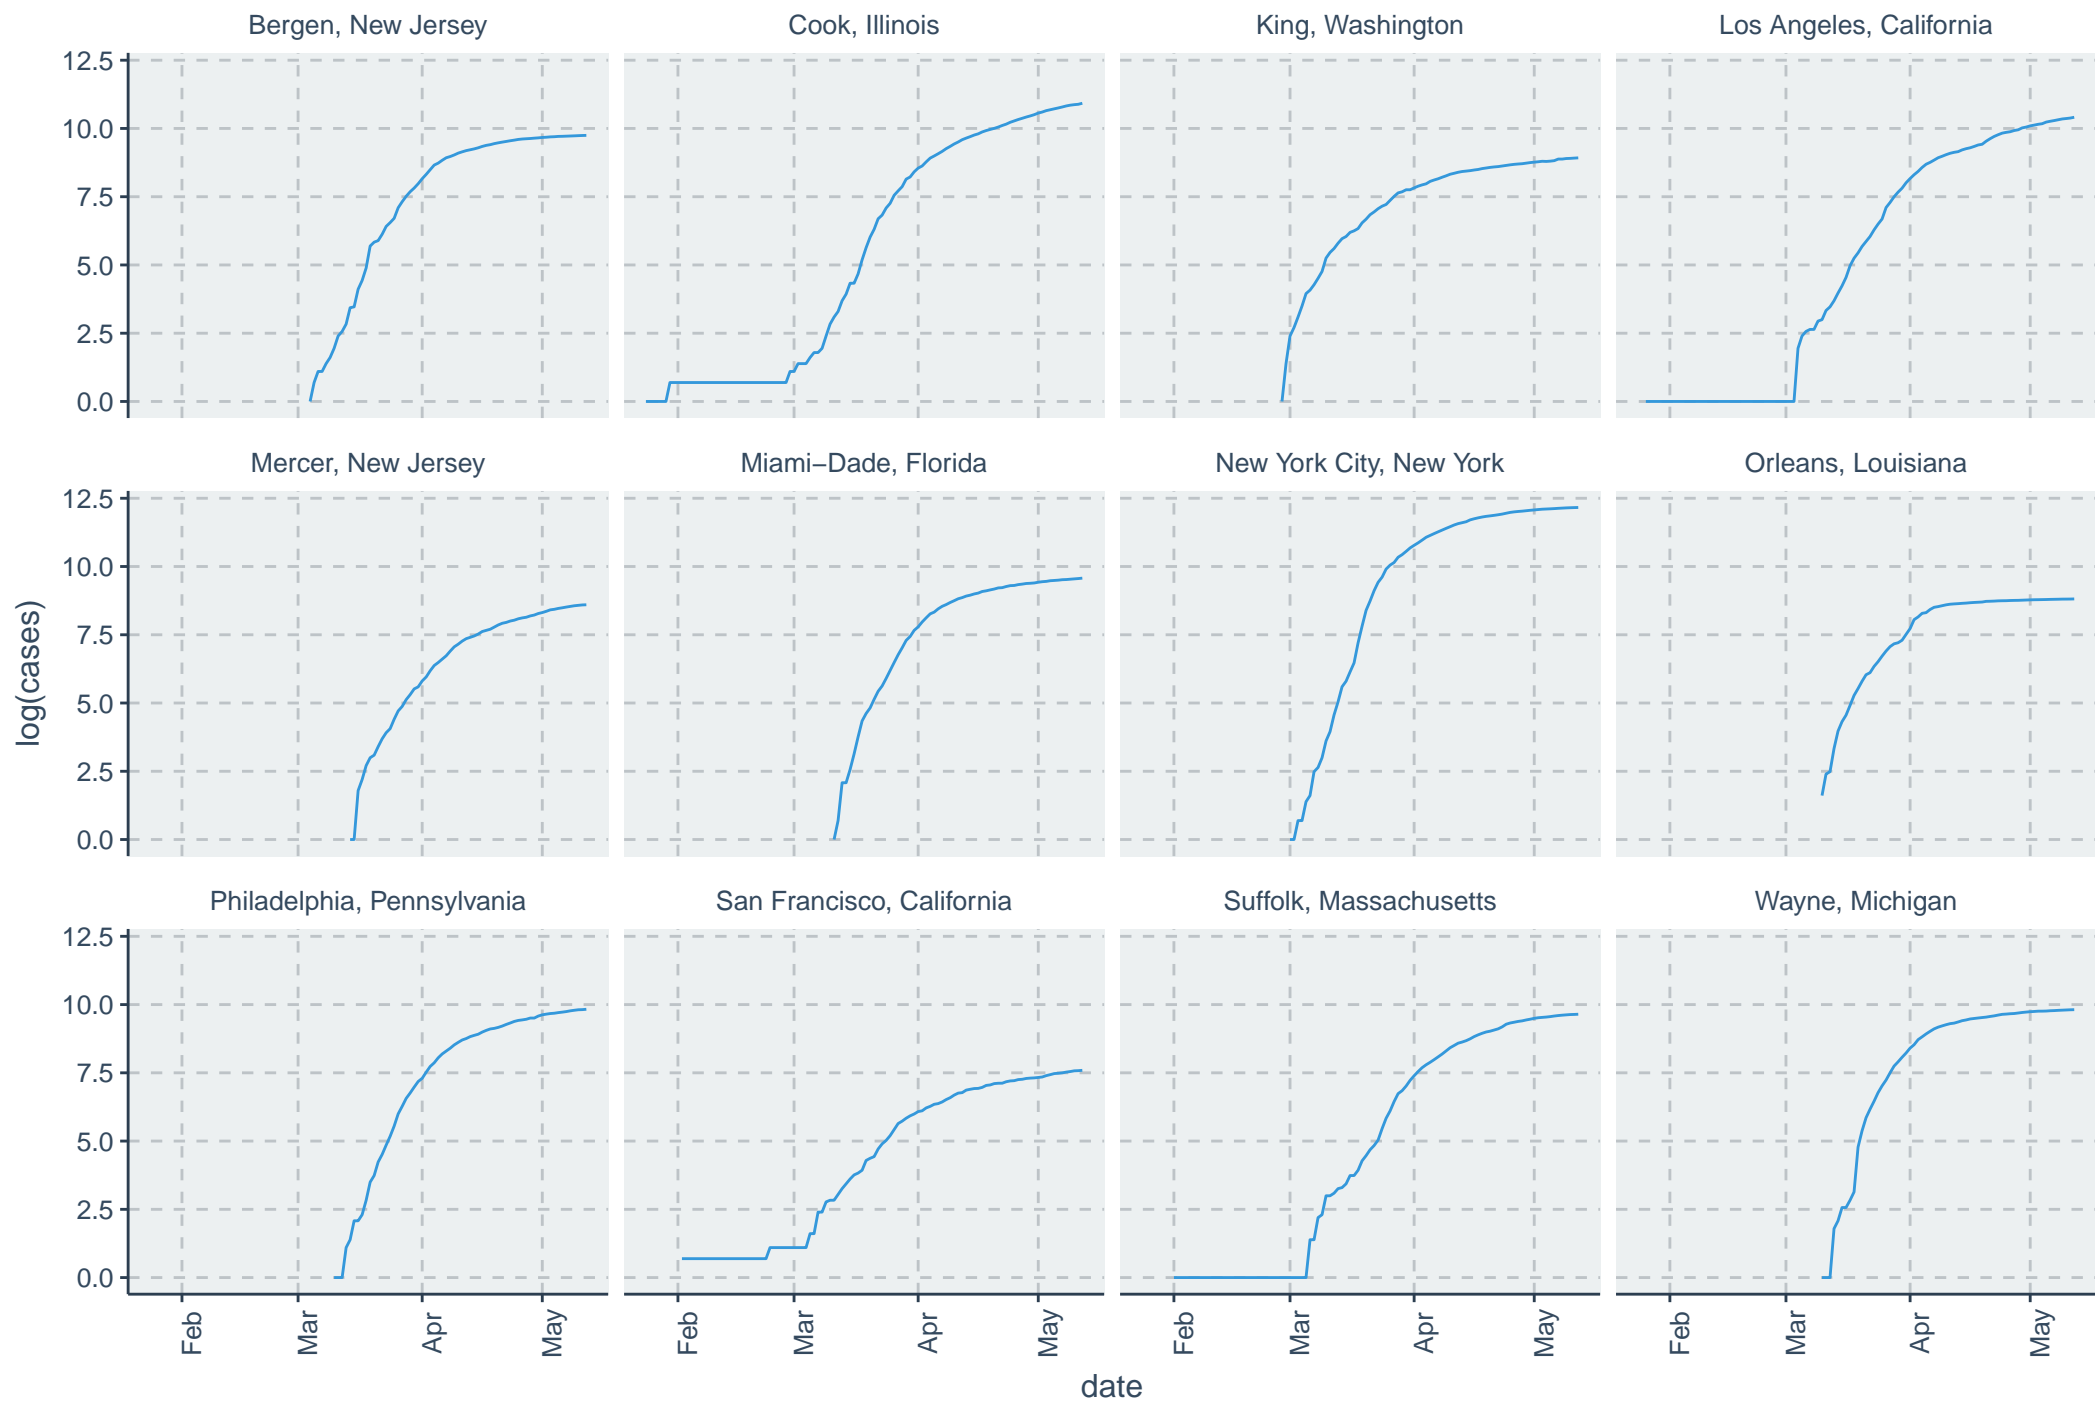 Bergen, New Jersey
Cook, Illinois
King, Washington
Los Angeles, California
12.5
10.0
7.5
5.0
2.5
0.0
Mercer, New Jersey
Miami−Dade, Florida
New York City, New York
Orleans, Louisiana
12.5
10.0
7.5
5.0
2.5
0.0
log(cases)
Philadelphia, Pennsylvania
San Francisco, California
Suffolk, Massachusetts
Wayne, Michigan
12.5
10.0
7.5
5.0
2.5
0.0
Feb
Mar
Apr
May
Feb
Mar
Apr
May
Feb
Mar
Apr
May
Feb
Mar
Apr
May
date